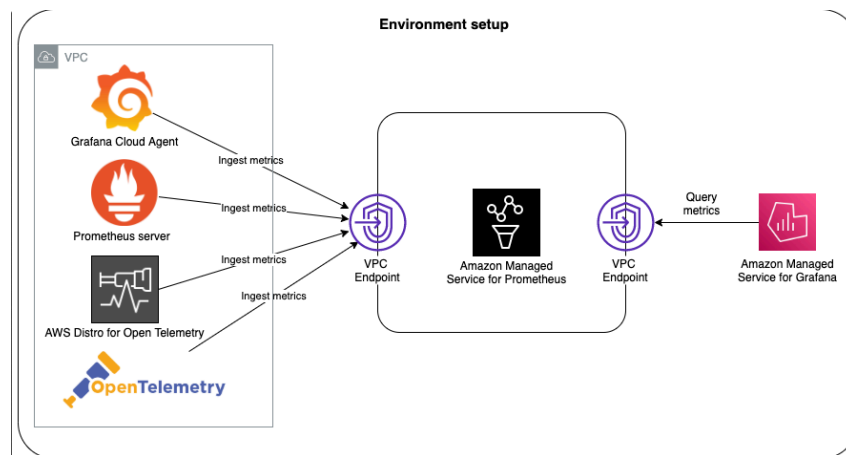 Environment setup
VPC
Grafana Cloud Agent
Ingest metrics
Prometheus server
Ingest metrics
AWS Distro for Open Telemetry
Ingest metrics
OpenTelemetry
Ingest metrics
VPC
Endpoint
Amazon Managed
Service for Prometheus
VPC
Endpoint
Query
metrics
Amazon Managed
Service for Grafana